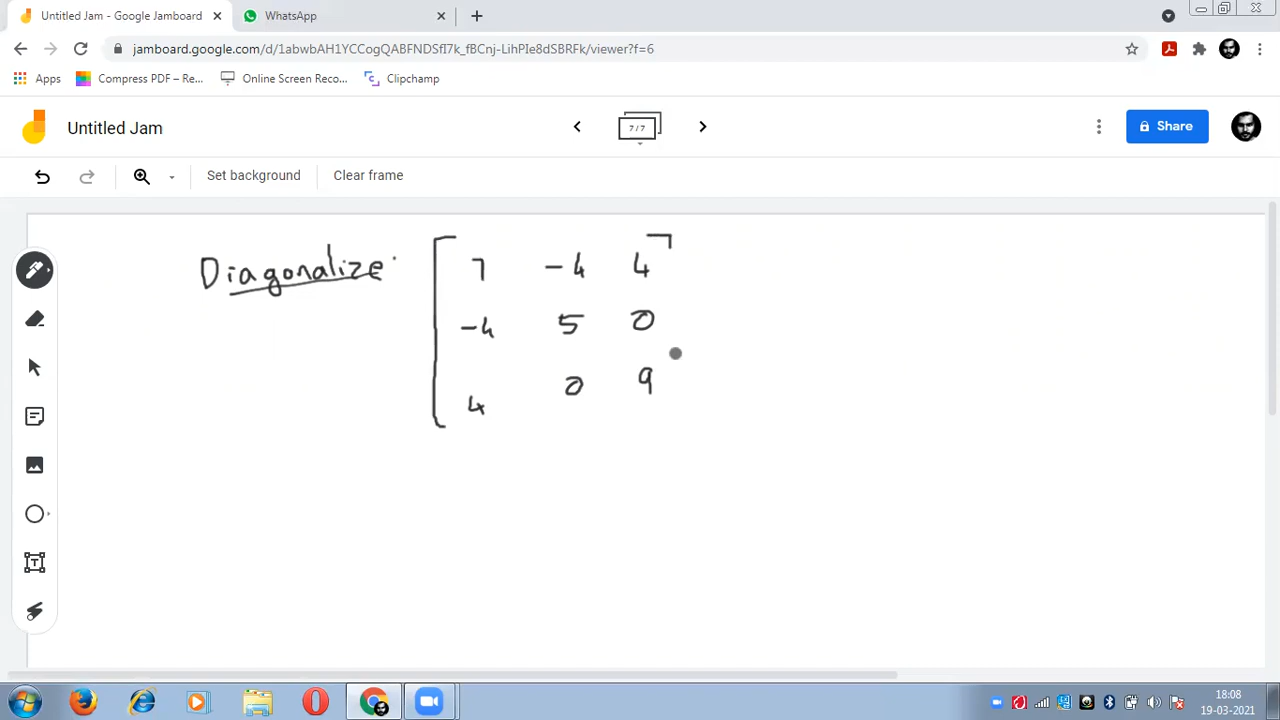 Untitled Jam - Google Jamboard
WhatsApp
jamboard.google.com/d/1abwbAH1YCCogQABFNDSfI7k_fBCnj-LihPIe8dSBRFk/viewer?f=6
Apps Compress PDF – Re... Online Screen Reco... Clipchamp
Untitled Jam
7 / 7
Share
Set background
Clear frame
Diagonalize
7 -4 4
-4 5 0
4 0 9
18:08
19-03-2021